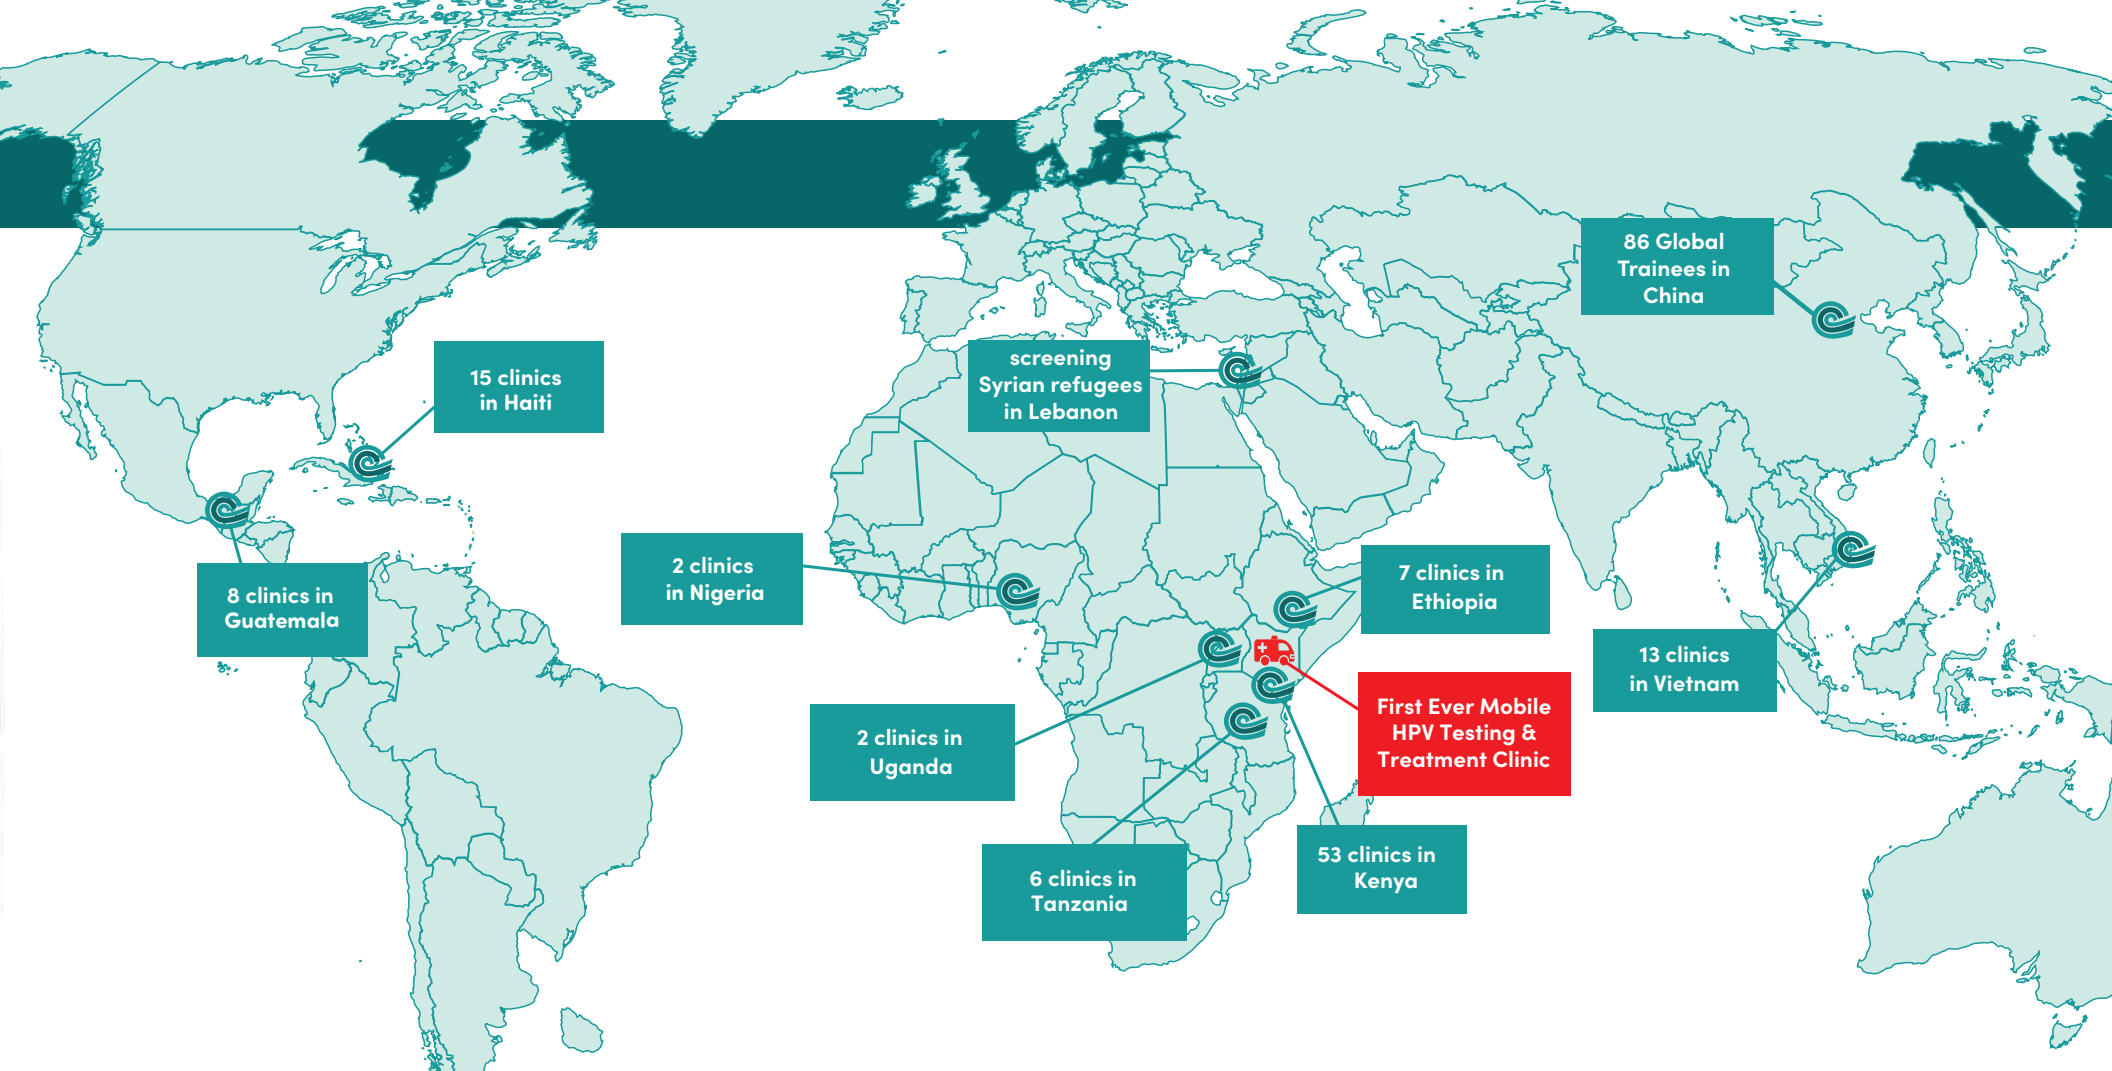 86 Global
Trainees in
China
screening
Syrian refugees
in Lebanon
15 clinics
in Haiti
2 clinics
in Nigeria
7 clinics in
Ethiopia
8 clinics in
Guatemala
13 clinics
in Vietnam
First Ever Mobile
HPV Testing &
Treatment Clinic
2 clinics in
Uganda
53 clinics in
Kenya
6 clinics in
Tanzania